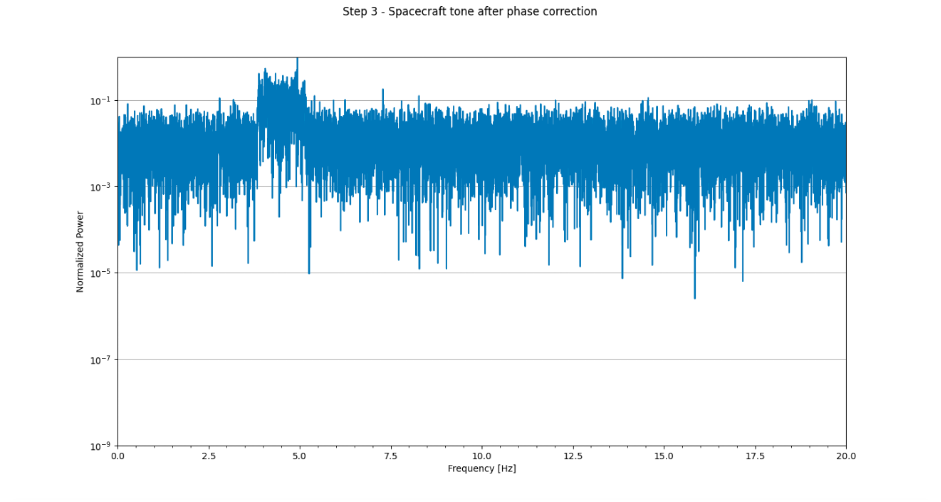 Step 3 - Spacecraft tone after phase correction
Normalized Power
10⁻¹
10⁻³
10⁻⁵
10⁻⁷
10⁻⁹
0.0 2.5 5.0 7.5 10.0 12.5 15.0 17.5 20.0
Frequency [Hz]